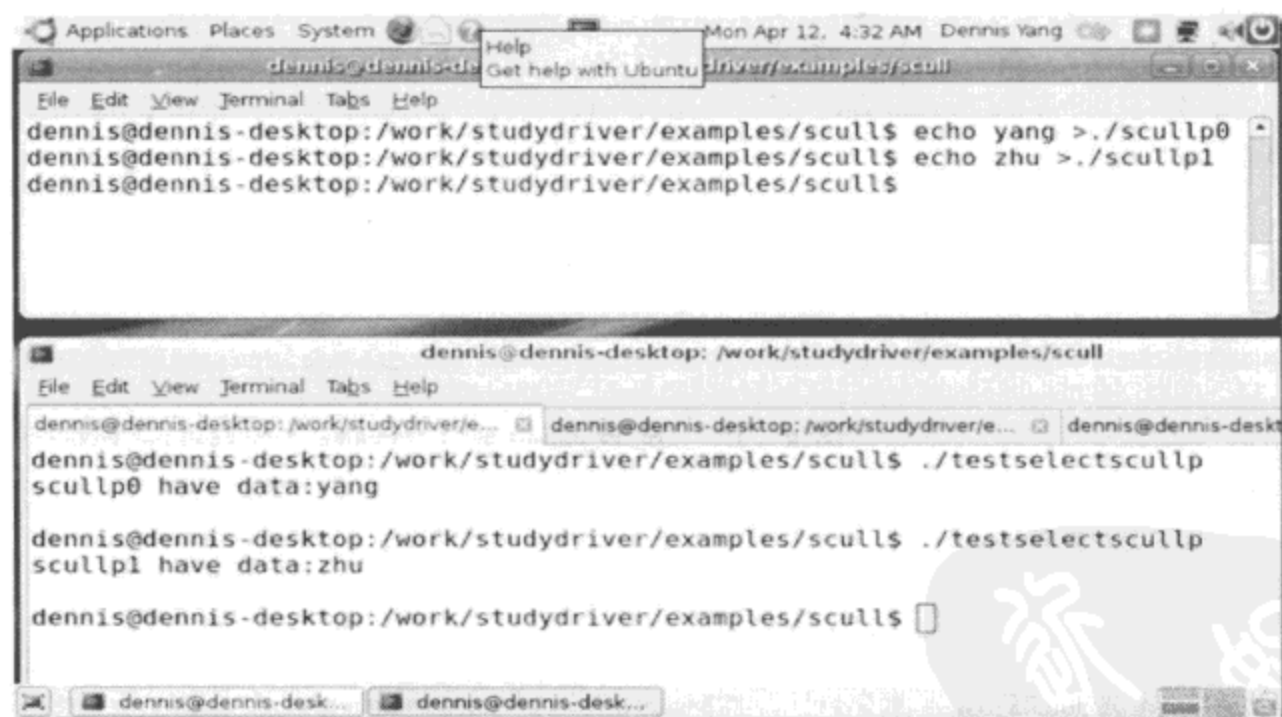 Applications Places System Mon Apr 12, 4:32 AM Dennis Yang
Help
Get help with Ubuntu
driver/examples/scull
File Edit View Terminal Tabs Help
dennis@dennis-desktop:/work/studydriver/examples/scull$ echo yang >./scullp0
dennis@dennis-desktop:/work/studydriver/examples/scull$ echo zhu >./scullp1
dennis@dennis-desktop:/work/studydriver/examples/scull$
dennis@dennis-desktop: /work/studydriver/examples/scull
File Edit View Terminal Tabs Help
dennis@dennis-desktop: /work/studydriver/e... dennis@dennis-desktop: /work/studydriver/e... dennis@dennis-deskt
dennis@dennis-desktop:/work/studydriver/examples/scull$ ./testselectscullp
scullp0 have data:yang
dennis@dennis-desktop:/work/studydriver/examples/scull$ ./testselectscullp
scullp1 have data:zhu
dennis@dennis-desktop:/work/studydriver/examples/scull$
dennis@dennis-desk... dennis@dennis-desk...